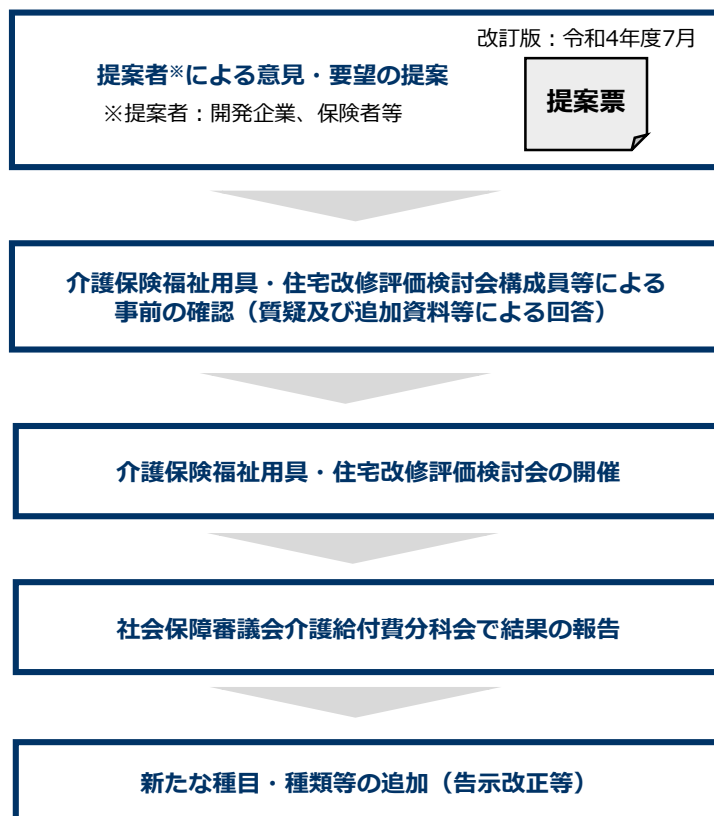 改訂版：令和4年度7月
提案者※による意見・要望の提案
※提案者：開発企業、保険者等
提案票
介護保険福祉用具・住宅改修評価検討会構成員等による
事前の確認（質疑及び追加資料等による回答）
介護保険福祉用具・住宅改修評価検討会の開催
社会保障審議会介護給付費分科会で結果の報告
新たな種目・種類等の追加（告示改正等）